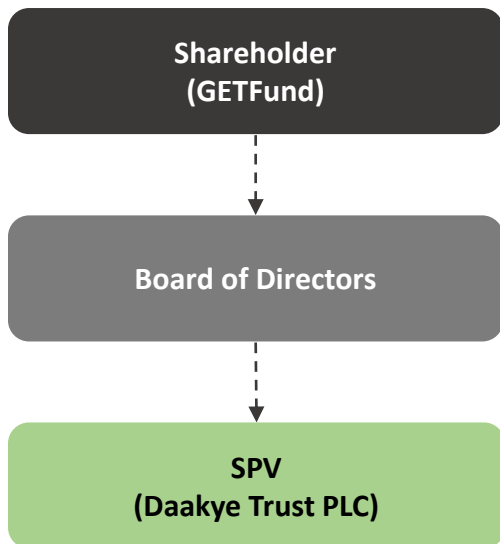 Shareholder
(GETFund)
Board of Directors
SPV
(Daakye Trust PLC)